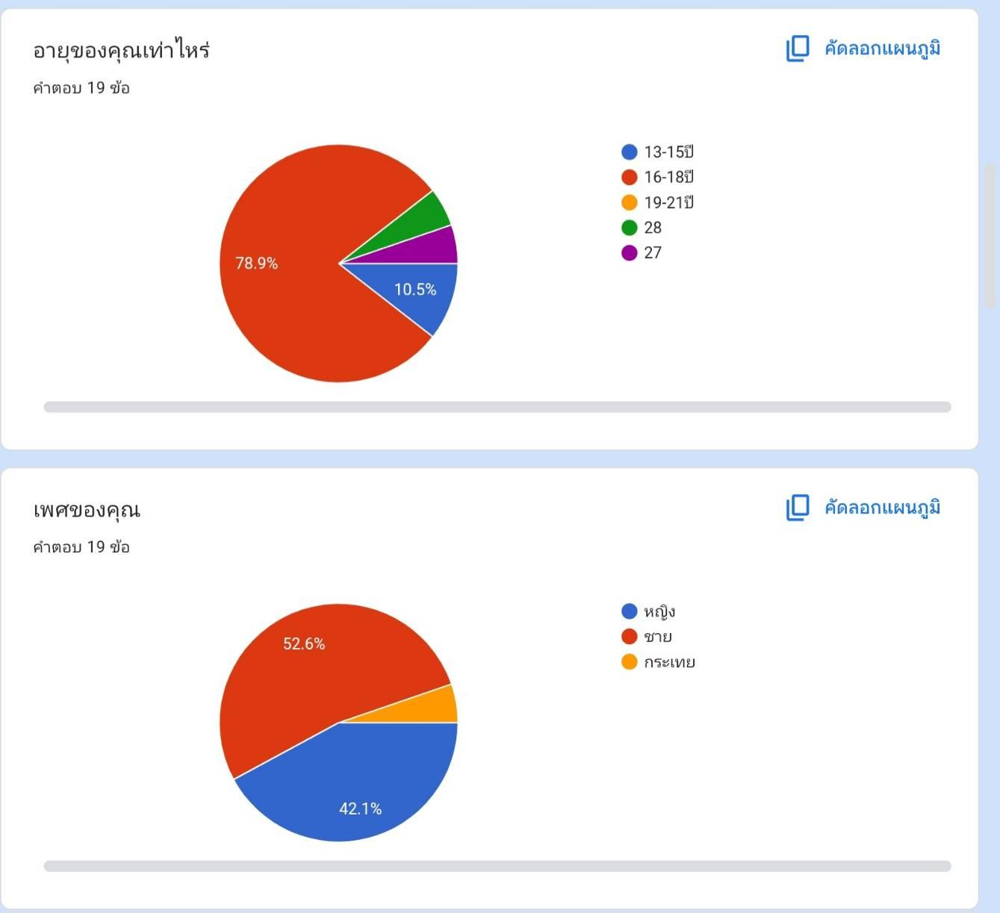 อายุของคุณเท่าไหร่
คัดลอกแผนภูมิ
คำตอบ 19 ข้อ
13-15ปี
16-18ปี
19-21ปี
28
27
78.9%
10.5%
เพศของคุณ
คัดลอกแผนภูมิ
คำตอบ 19 ข้อ
หญิง
ชาย
กระเทย
52.6%
42.1%